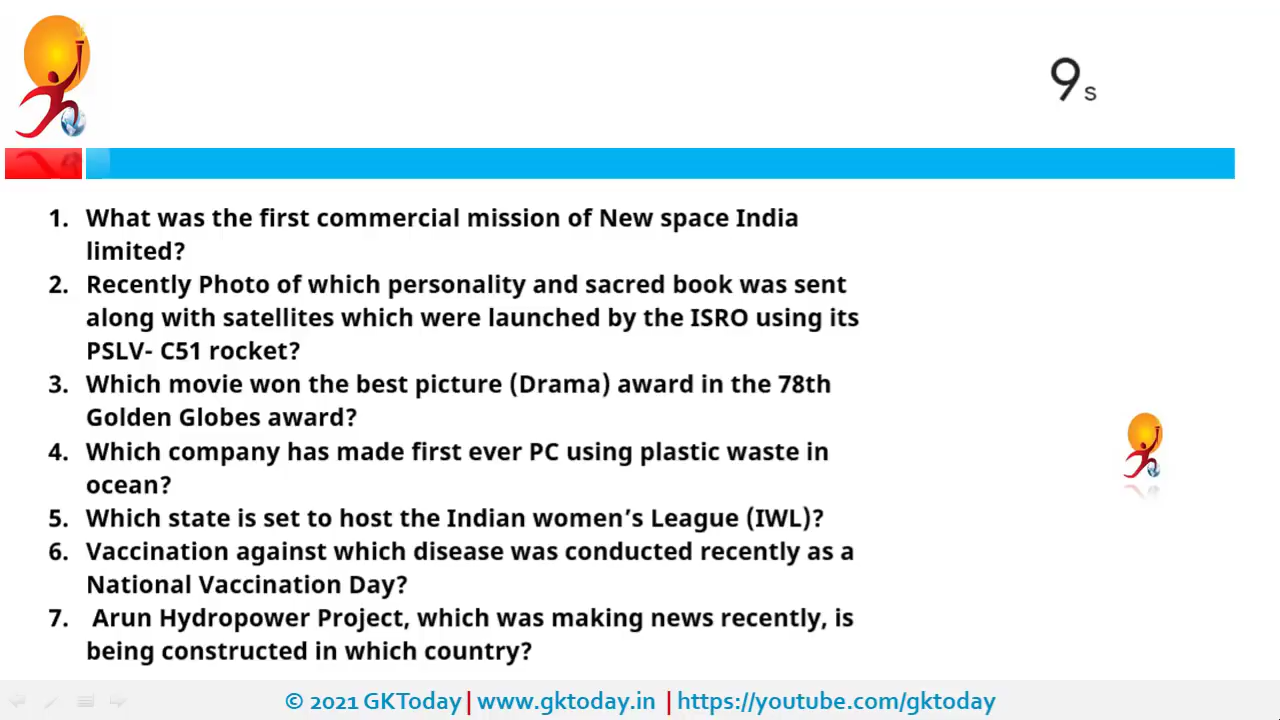 9s
1. What was the first commercial mission of New space India
limited?
2. Recently Photo of which personality and sacred book was sent
along with satellites which were launched by the ISRO using its
PSLV- C51 rocket?
3. Which movie won the best picture (Drama) award in the 78th
Golden Globes award?
4. Which company has made first ever PC using plastic waste in
ocean?
5. Which state is set to host the Indian women’s League (IWL)?
6. Vaccination against which disease was conducted recently as a
National Vaccination Day?
7. Arun Hydropower Project, which was making news recently, is
being constructed in which country?
© 2021 GKToday | www.gktoday.in | https://youtube.com/gktoday